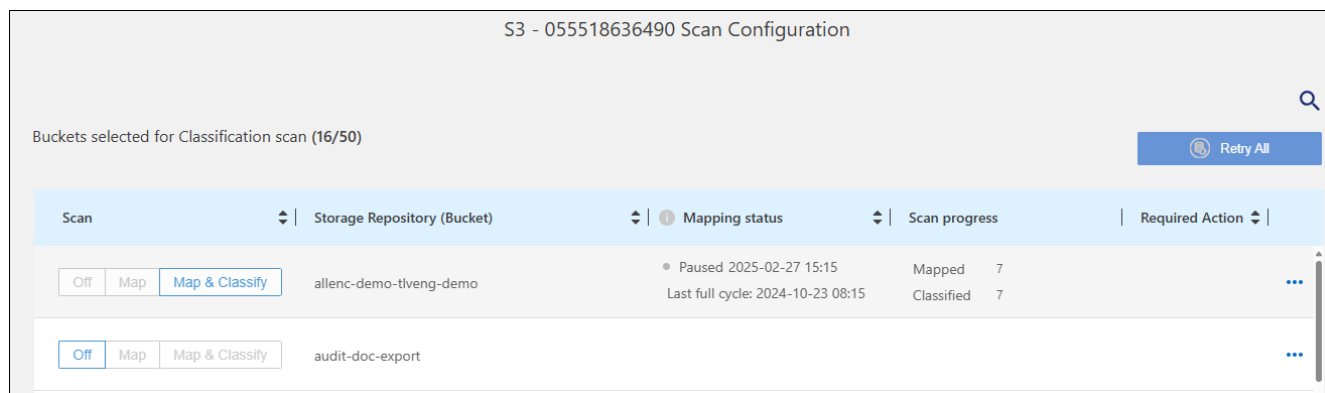 S3 - 055518636490 Scan Configuration
Buckets selected for Classification scan (16/50)
Retry All
Scan Storage Repository (Bucket) Mapping status Scan progress Required Action
Off Map Map & Classify allenc-demo-tlveng-demo Paused 2025-02-27 15:15 Mapped 7
Last full cycle: 2024-10-23 08:15 Classified 7
Off Map Map & Classify audit-doc-export